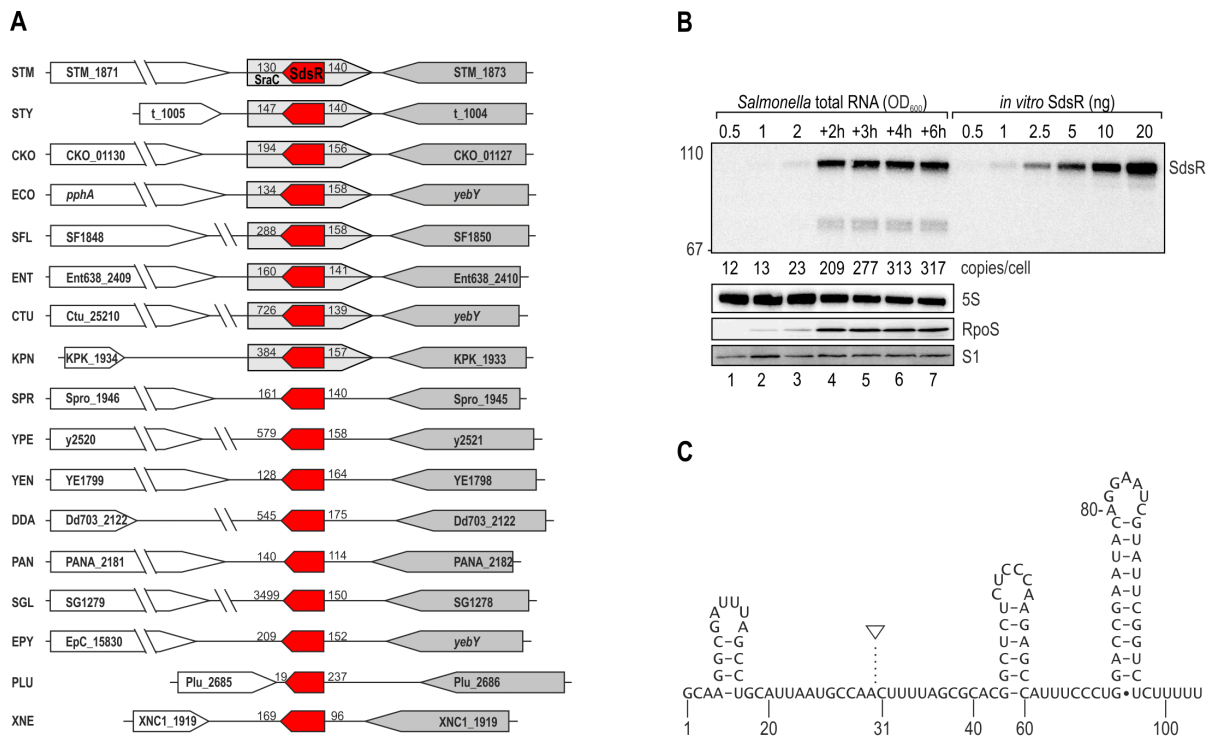 A
STM STM_1871 130 SraC SdsR 140 STM_1873
STY t_1005 147 140 t_1004
CKO CKO_01130 194 156 CKO_01127
ECO pphA 134 158 yebY
SFL SF1848 288 158 SF1850
ENT Ent638_2409 160 141 Ent638_2410
CTU Ctu_25210 726 139 yebY
KPN KPK_1934 384 157 KPK_1933
SPR Spro_1946 161 140 Spro_1945
YPE y2520 579 158 y2521
YEN YE1799 128 164 YE1798
DDA Dd703_2122 545 175 Dd703_2122
PAN PANA_2181 140 114 PANA_2182
SGL SG1279 3499 150 SG1278
EPY EpC_15830 209 152 yebY
PLU Plu_2685 19 237 Plu_2686
XNE XNC1_1919 169 96 XNC1_1919
B
Salmonella total RNA (OD600) in vitro SdsR (ng)
0.5 1 2 +2h +3h +4h +6h 0.5 1 2.5 5 10 20
110
SdsR
67
12 13 23 209 277 313 317 copies/cell
5S
RpoS
S1
1 2 3 4 5 6 7
C
80-
GCAA UGCAUUAAUGCCAACUUUUAGCGCACG CAUUUCCCUG UCUUUUU
1 20 31 40 60 100